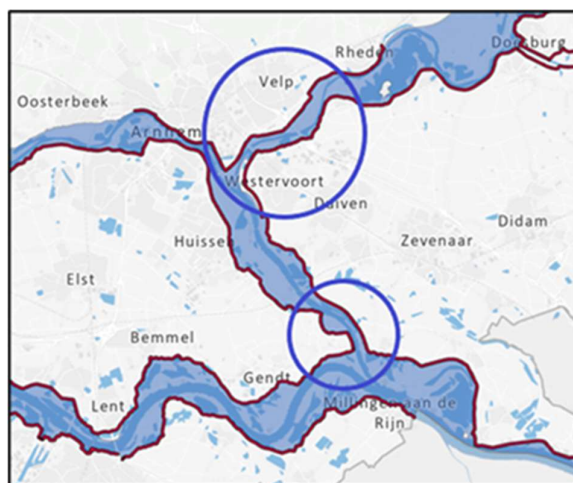 Rheden
Doesburg
Velp
Oosterbeek
Arnhem
Westervoort
Duiven
Didam
Huissen
Zevenaar
Elst
Bemmel
Gendt
Lent
Millingen aan de
Rijn